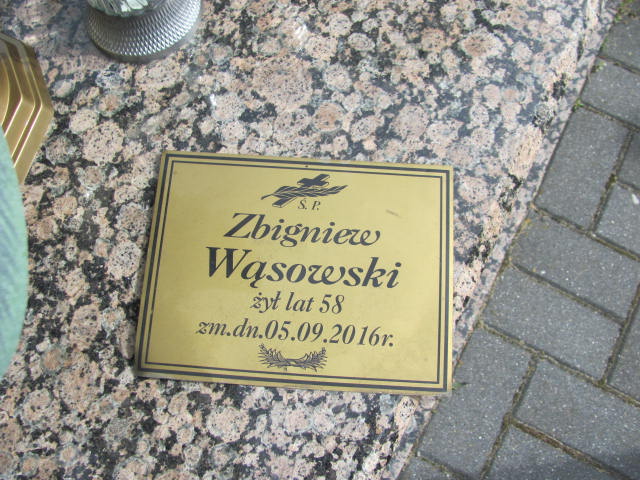 Ś. P.
Zbigniew
Wąsowski
żył lat 58
zm.dn.05.09.2016r.